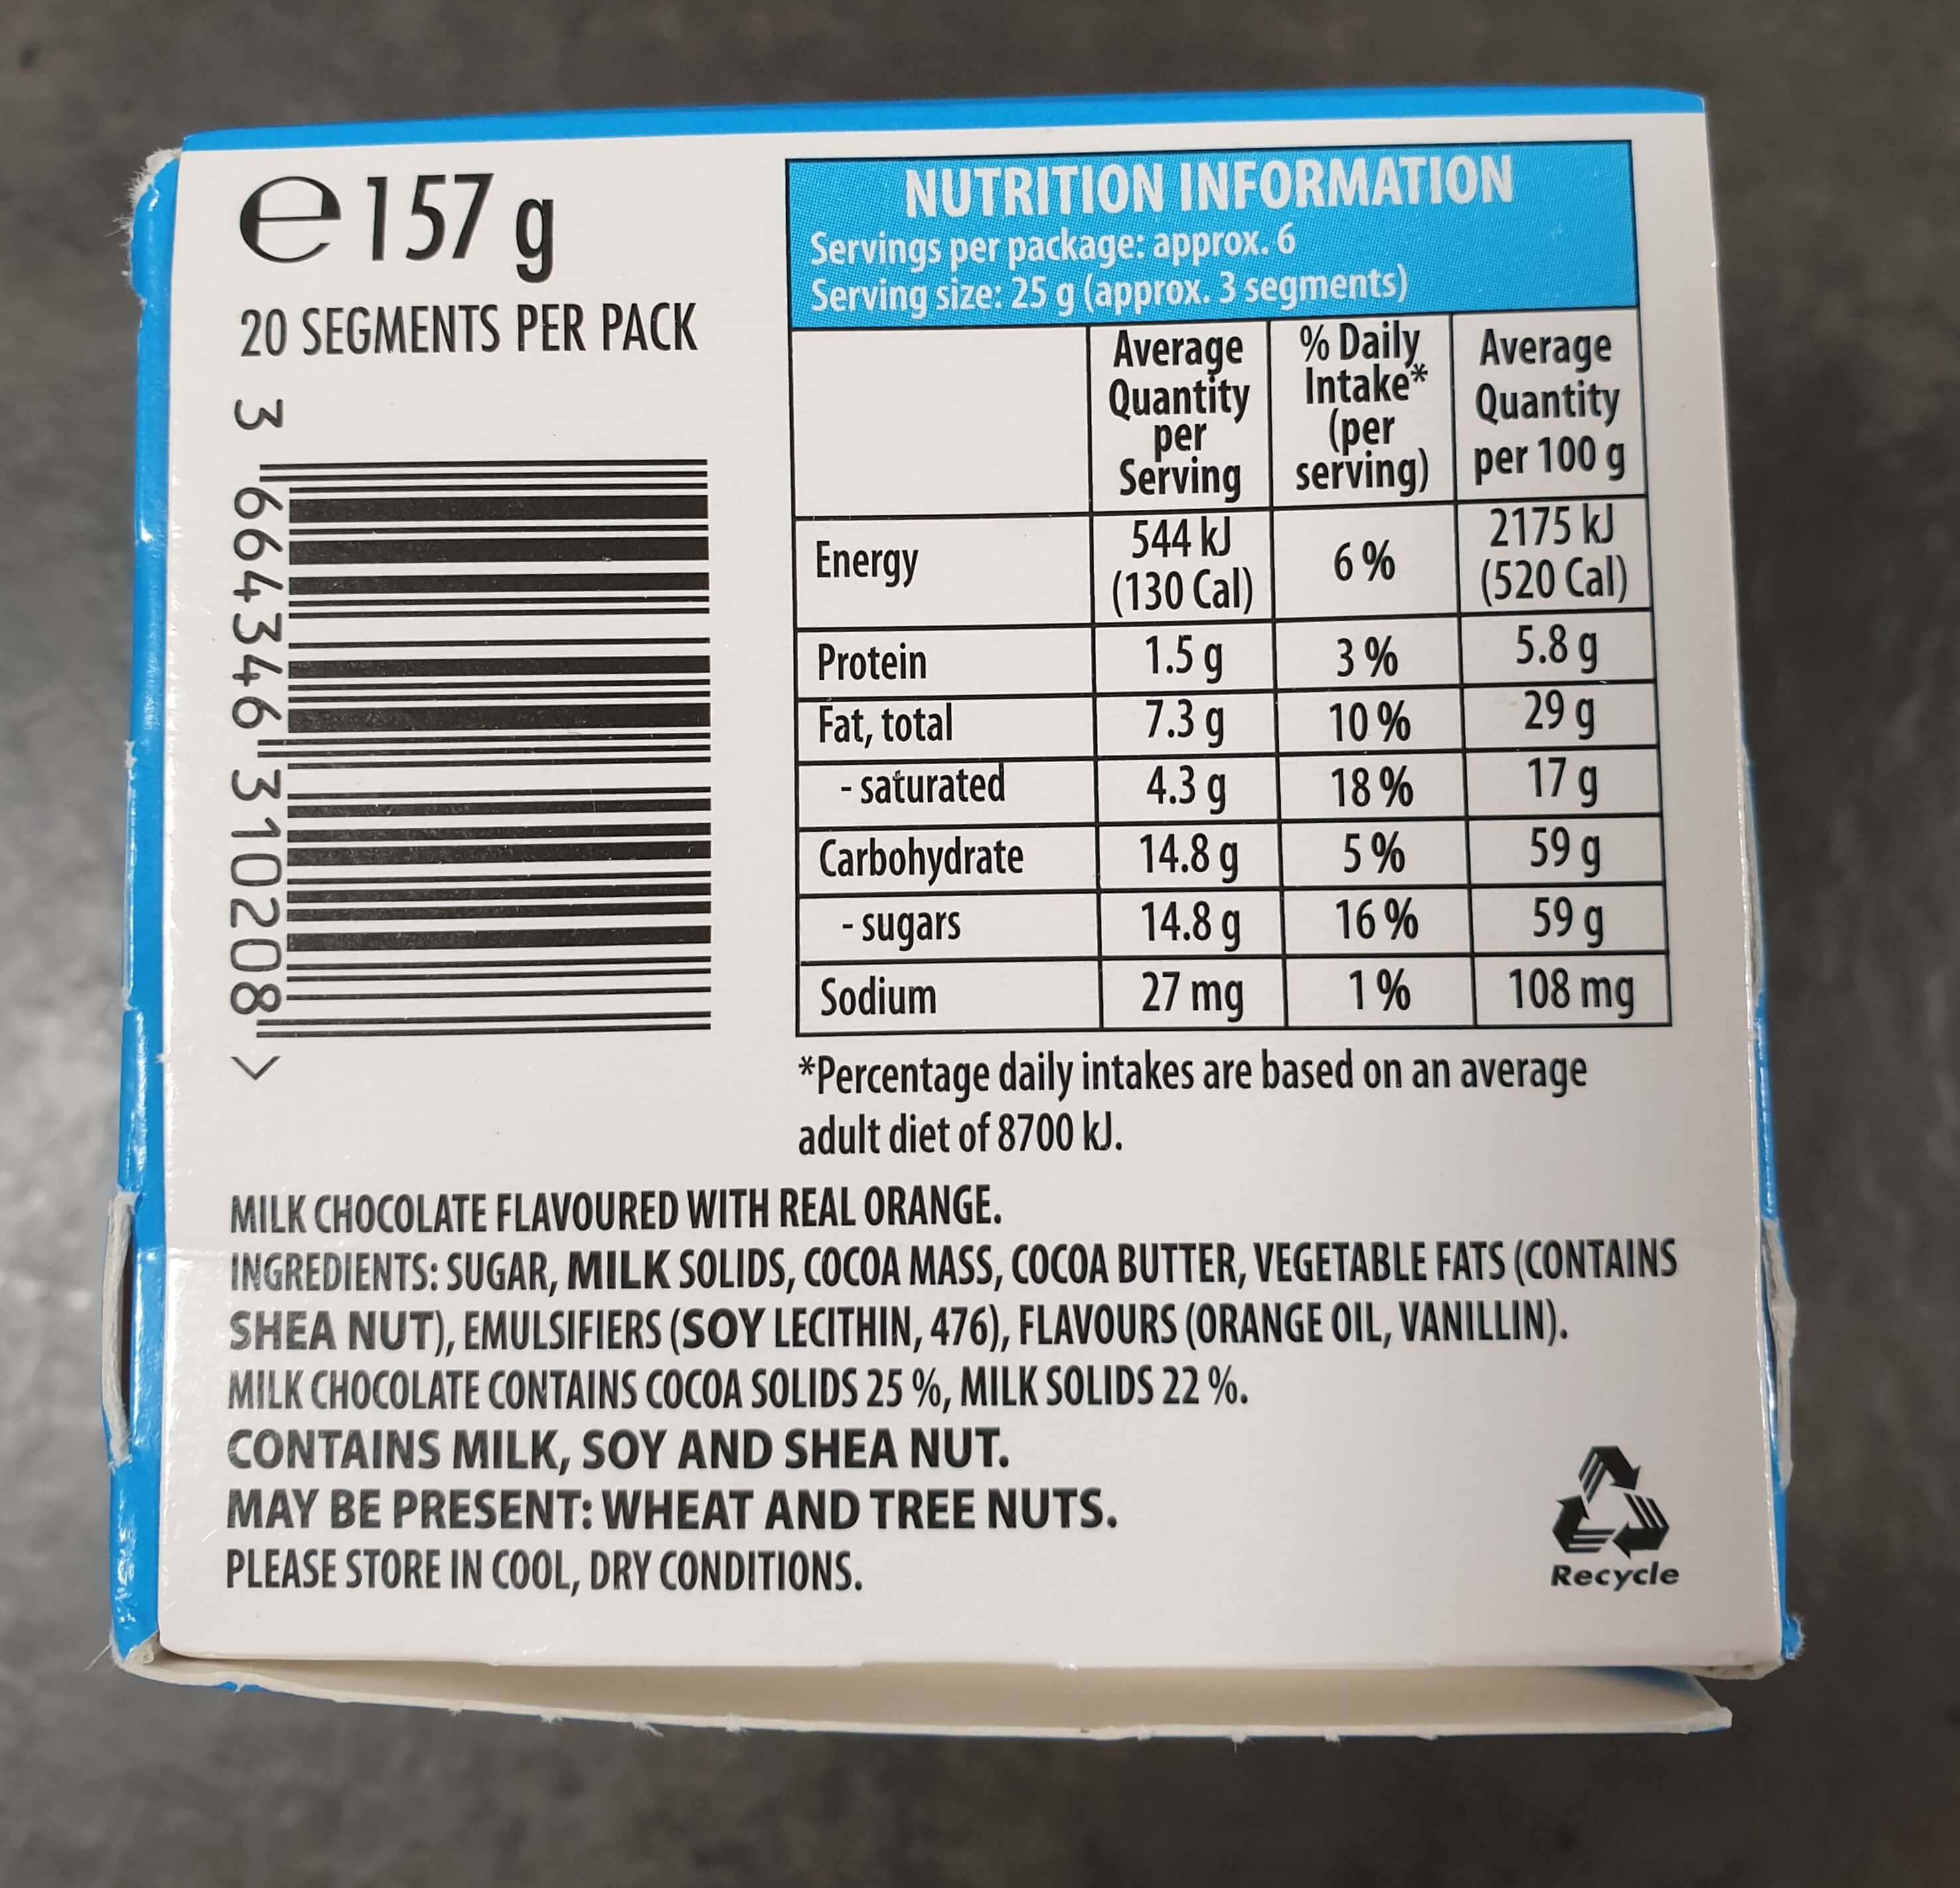 e 157 g
20 SEGMENTS PER PACK
3 664346 310208 >
NUTRITION INFORMATION
Servings per package: approx. 6
Serving size: 25 g (approx. 3 segments)
Average Quantity per Serving % Daily Intake* (per serving) Average Quantity per 100 g
Energy 544 kJ (130 Cal) 6 % 2175 kJ (520 Cal)
Protein 1.5 g 3 % 5.8 g
Fat, total 7.3 g 10 % 29 g
- saturated 4.3 g 18 % 17 g
Carbohydrate 14.8 g 5 % 59 g
- sugars 14.8 g 16 % 59 g
Sodium 27 mg 1 % 108 mg
*Percentage daily intakes are based on an average
adult diet of 8700 kJ.
MILK CHOCOLATE FLAVOURED WITH REAL ORANGE.
INGREDIENTS: SUGAR, MILK SOLIDS, COCOA MASS, COCOA BUTTER, VEGETABLE FATS (CONTAINS
SHEA NUT), EMULSIFIERS (SOY LECITHIN, 476), FLAVOURS (ORANGE OIL, VANILLIN).
MILK CHOCOLATE CONTAINS COCOA SOLIDS 25 %, MILK SOLIDS 22 %.
CONTAINS MILK, SOY AND SHEA NUT.
MAY BE PRESENT: WHEAT AND TREE NUTS.
PLEASE STORE IN COOL, DRY CONDITIONS.
Recycle